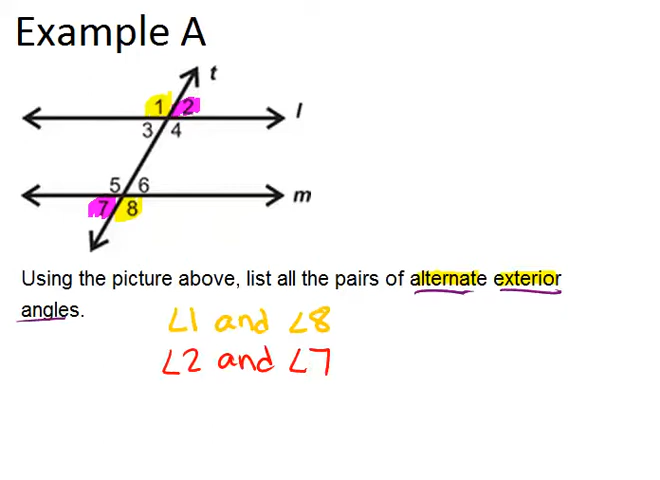 Example A
t
1 2
l
3 4
5 6
m
7 8
Using the picture above, list all the pairs of alternate exterior
angles.
∠1 and ∠8
∠2 and ∠7